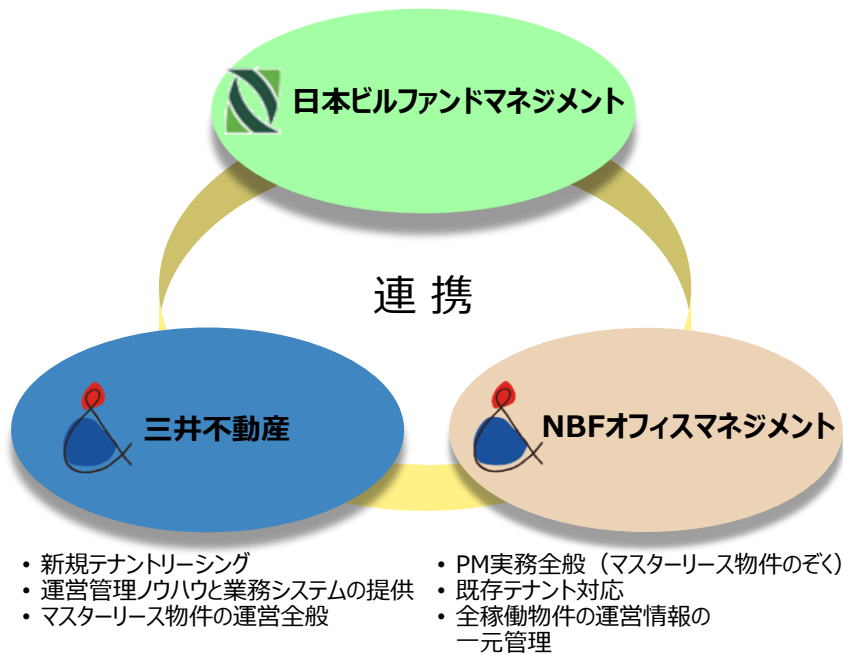 日本ビルファンドマネジメント
連 携
三井不動産
NBFオフィスマネジメント
• 新規テナントリーシング
• 運営管理ノウハウと業務システムの提供
• マスターリース物件の運営全般
• PM実務全般（マスターリース物件のぞく）
• 既存テナント対応
• 全稼働物件の運営情報の
一元管理